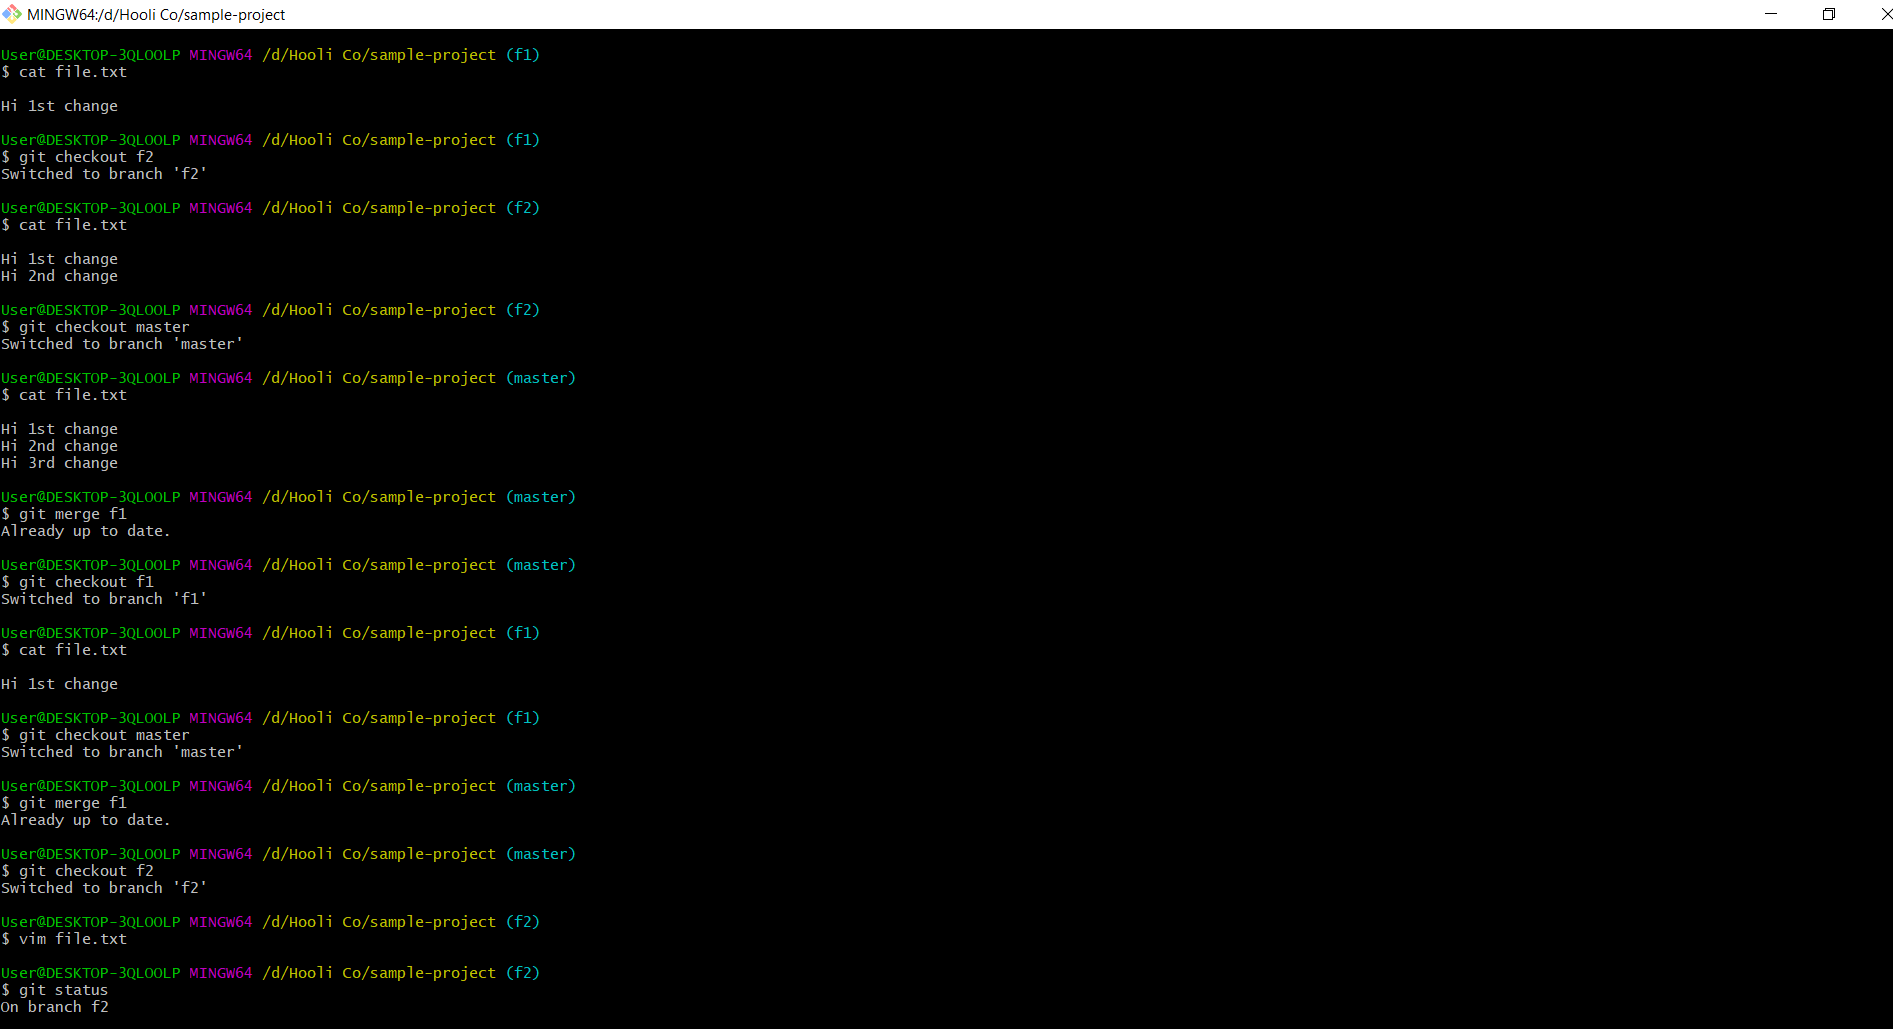 MINGW64:/d/Hooli Co/sample-project
User@DESKTOP-3QLOOLP MINGW64 /d/Hooli Co/sample-project (f1)
$ cat file.txt
Hi 1st change
User@DESKTOP-3QLOOLP MINGW64 /d/Hooli Co/sample-project (f1)
$ git checkout f2
Switched to branch 'f2'
User@DESKTOP-3QLOOLP MINGW64 /d/Hooli Co/sample-project (f2)
$ cat file.txt
Hi 1st change
Hi 2nd change
User@DESKTOP-3QLOOLP MINGW64 /d/Hooli Co/sample-project (f2)
$ git checkout master
Switched to branch 'master'
User@DESKTOP-3QLOOLP MINGW64 /d/Hooli Co/sample-project (master)
$ cat file.txt
Hi 1st change
Hi 2nd change
Hi 3rd change
User@DESKTOP-3QLOOLP MINGW64 /d/Hooli Co/sample-project (master)
$ git merge f1
Already up to date.
User@DESKTOP-3QLOOLP MINGW64 /d/Hooli Co/sample-project (master)
$ git checkout f1
Switched to branch 'f1'
User@DESKTOP-3QLOOLP MINGW64 /d/Hooli Co/sample-project (f1)
$ cat file.txt
Hi 1st change
User@DESKTOP-3QLOOLP MINGW64 /d/Hooli Co/sample-project (f1)
$ git checkout master
Switched to branch 'master'
User@DESKTOP-3QLOOLP MINGW64 /d/Hooli Co/sample-project (master)
$ git merge f1
Already up to date.
User@DESKTOP-3QLOOLP MINGW64 /d/Hooli Co/sample-project (master)
$ git checkout f2
Switched to branch 'f2'
User@DESKTOP-3QLOOLP MINGW64 /d/Hooli Co/sample-project (f2)
$ vim file.txt
User@DESKTOP-3QLOOLP MINGW64 /d/Hooli Co/sample-project (f2)
$ git status
On branch f2